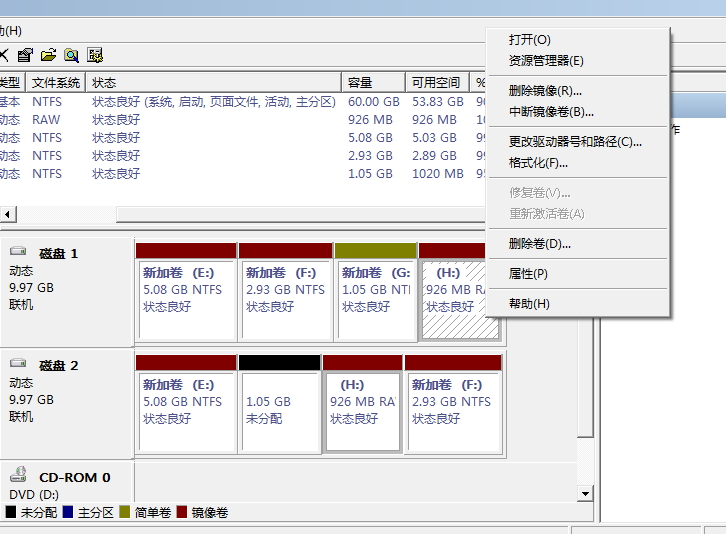 (H)
类型 文件系统 状态 容量 可用空间 %
基本 NTFS 状态良好 (系统, 启动, 页面文件, 活动, 主分区) 60.00 GB 53.83 GB
动态 RAW 状态良好 926 MB 926 MB
动态 NTFS 状态良好 5.08 GB 5.03 GB
动态 NTFS 状态良好 2.93 GB 2.89 GB
动态 NTFS 状态良好 1.05 GB 1020 MB
打开(O)
资源管理器(E)
删除镜像(R)...
中断镜像卷(B)...
更改驱动器号和路径(C)...
格式化(F)...
修复卷(V)...
重新激活卷(A)
删除卷(D)...
属性(P)
帮助(H)
作
磁盘 1
动态
9.97 GB
联机
新加卷 (E:)
5.08 GB NTFS
状态良好
新加卷 (F:)
2.93 GB NTFS
状态良好
新加卷 (G:
1.05 GB NTI
状态良好
(H:)
926 MB RA
状态良好
磁盘 2
动态
9.97 GB
联机
新加卷 (E:)
5.08 GB NTFS
状态良好
1.05 GB
未分配
(H:)
926 MB RA
状态良好
新加卷 (F:)
2.93 GB NTFS
状态良好
CD-ROM 0
DVD (D:)
未分配 主分区 简单卷 镜像卷